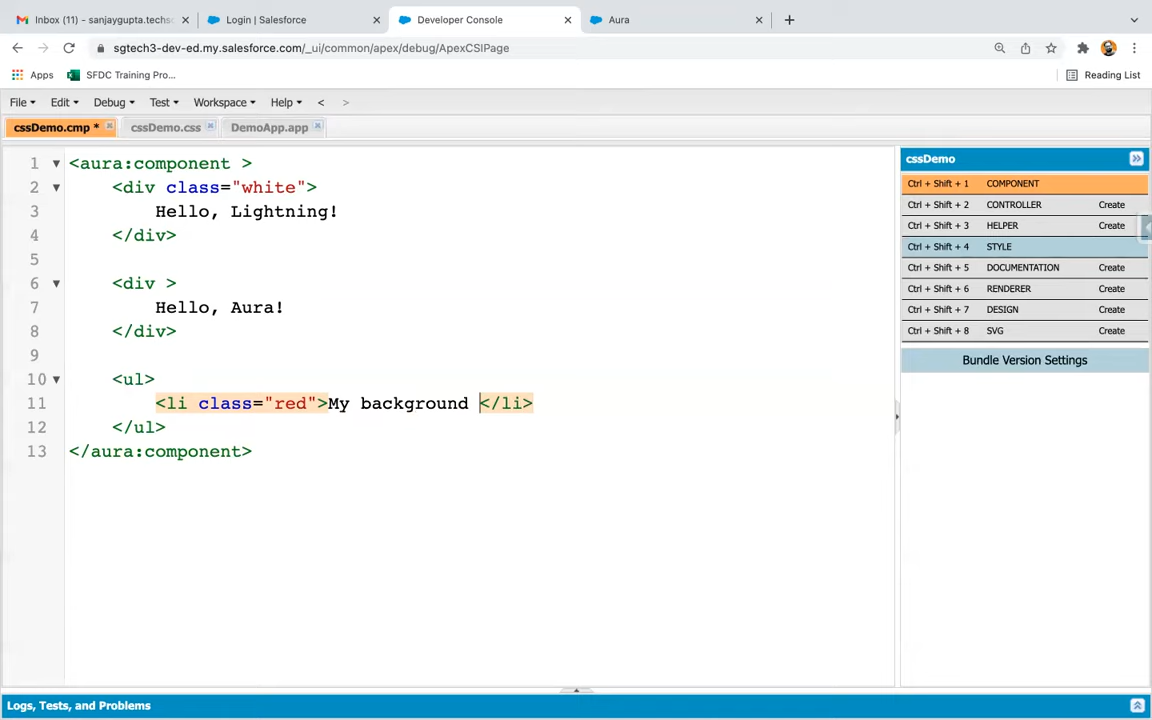 Inbox (11) - sanjaygupta.techsc
Login | Salesforce
Developer Console
Aura
sgtech3-dev-ed.my.salesforce.com/_ui/common/apex/debug/ApexCSIPage
Apps
SFDC Training Pro...
Reading List
File Edit Debug Test Workspace Help < >
cssDemo.cmp * cssDemo.css DemoApp.app
1 <aura:component >
2 <div class="white">
3 Hello, Lightning!
4 </div>
5
6 <div >
7 Hello, Aura!
8 </div>
9
10 <ul>
11 <li class="red">My background </li>
12 </ul>
13 </aura:component>
cssDemo
Ctrl + Shift + 1 COMPONENT
Ctrl + Shift + 2 CONTROLLER Create
Ctrl + Shift + 3 HELPER Create
Ctrl + Shift + 4 STYLE
Ctrl + Shift + 5 DOCUMENTATION Create
Ctrl + Shift + 6 RENDERER Create
Ctrl + Shift + 7 DESIGN Create
Ctrl + Shift + 8 SVG Create
Bundle Version Settings
Logs, Tests, and Problems